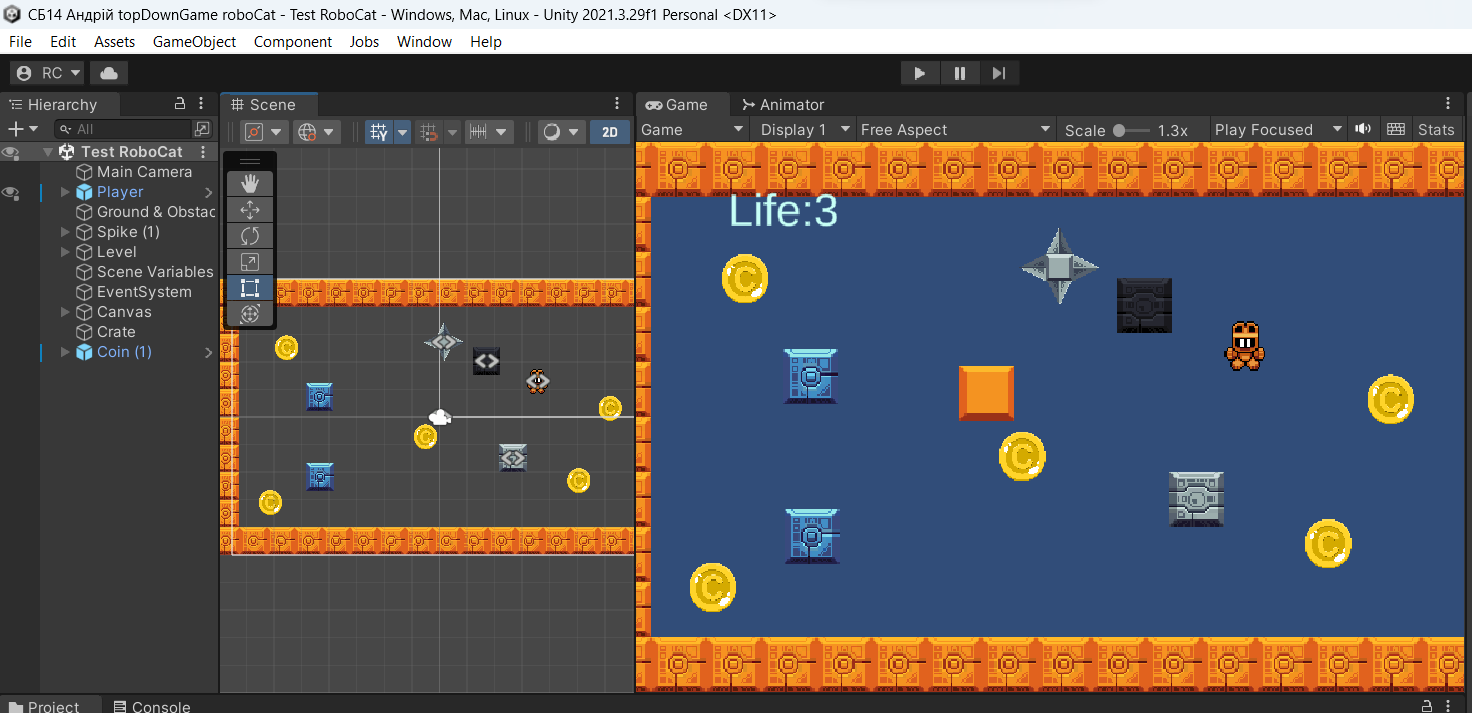 СБ14 Андрій topDownGame roboCat - Test RoboCat - Windows, Mac, Linux - Unity 2021.3.29f1 Personal <DX11>
File Edit Assets GameObject Component Jobs Window Help
RC
Hierarchy
All
Test RoboCat
Main Camera
Player
Ground & Obstac
Spike (1)
Level
Scene Variables
EventSystem
Canvas
Crate
Coin (1)
Scene
2D
Game Animator
Game Display 1 Free Aspect Scale 1.3x Play Focused Stats
Life:3
Project Console